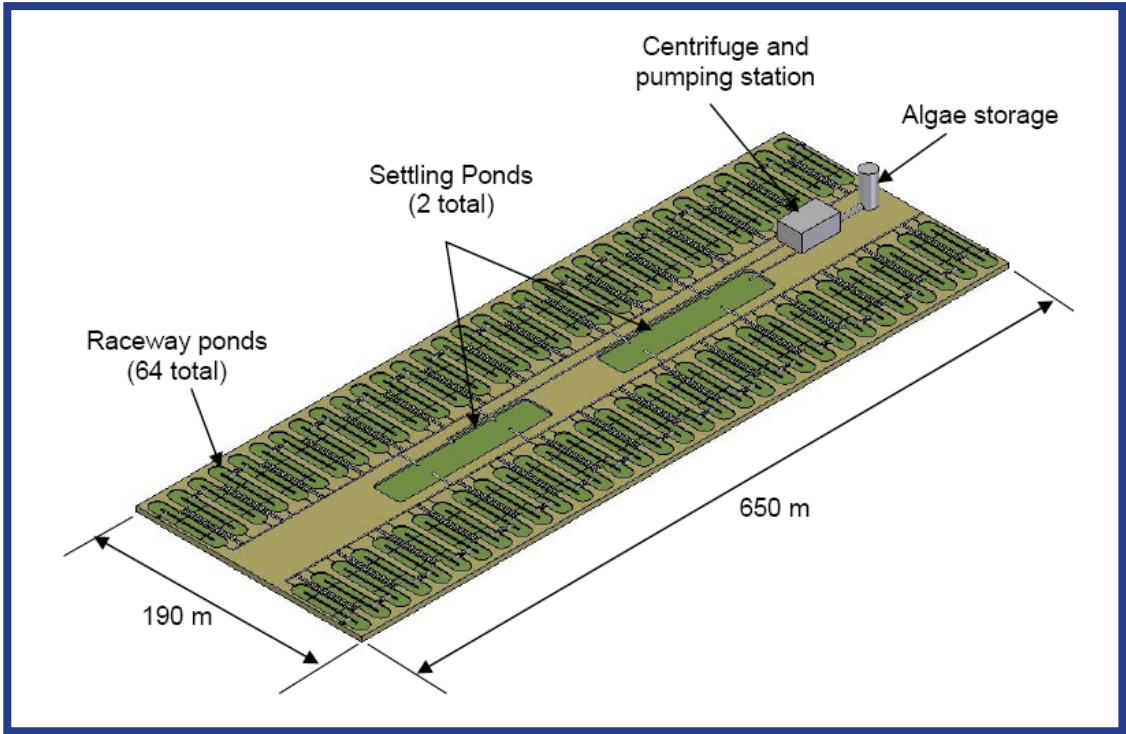 Centrifuge and
pumping station
Algae storage
Settling Ponds
(2 total)
Raceway ponds
(64 total)
650 m
190 m